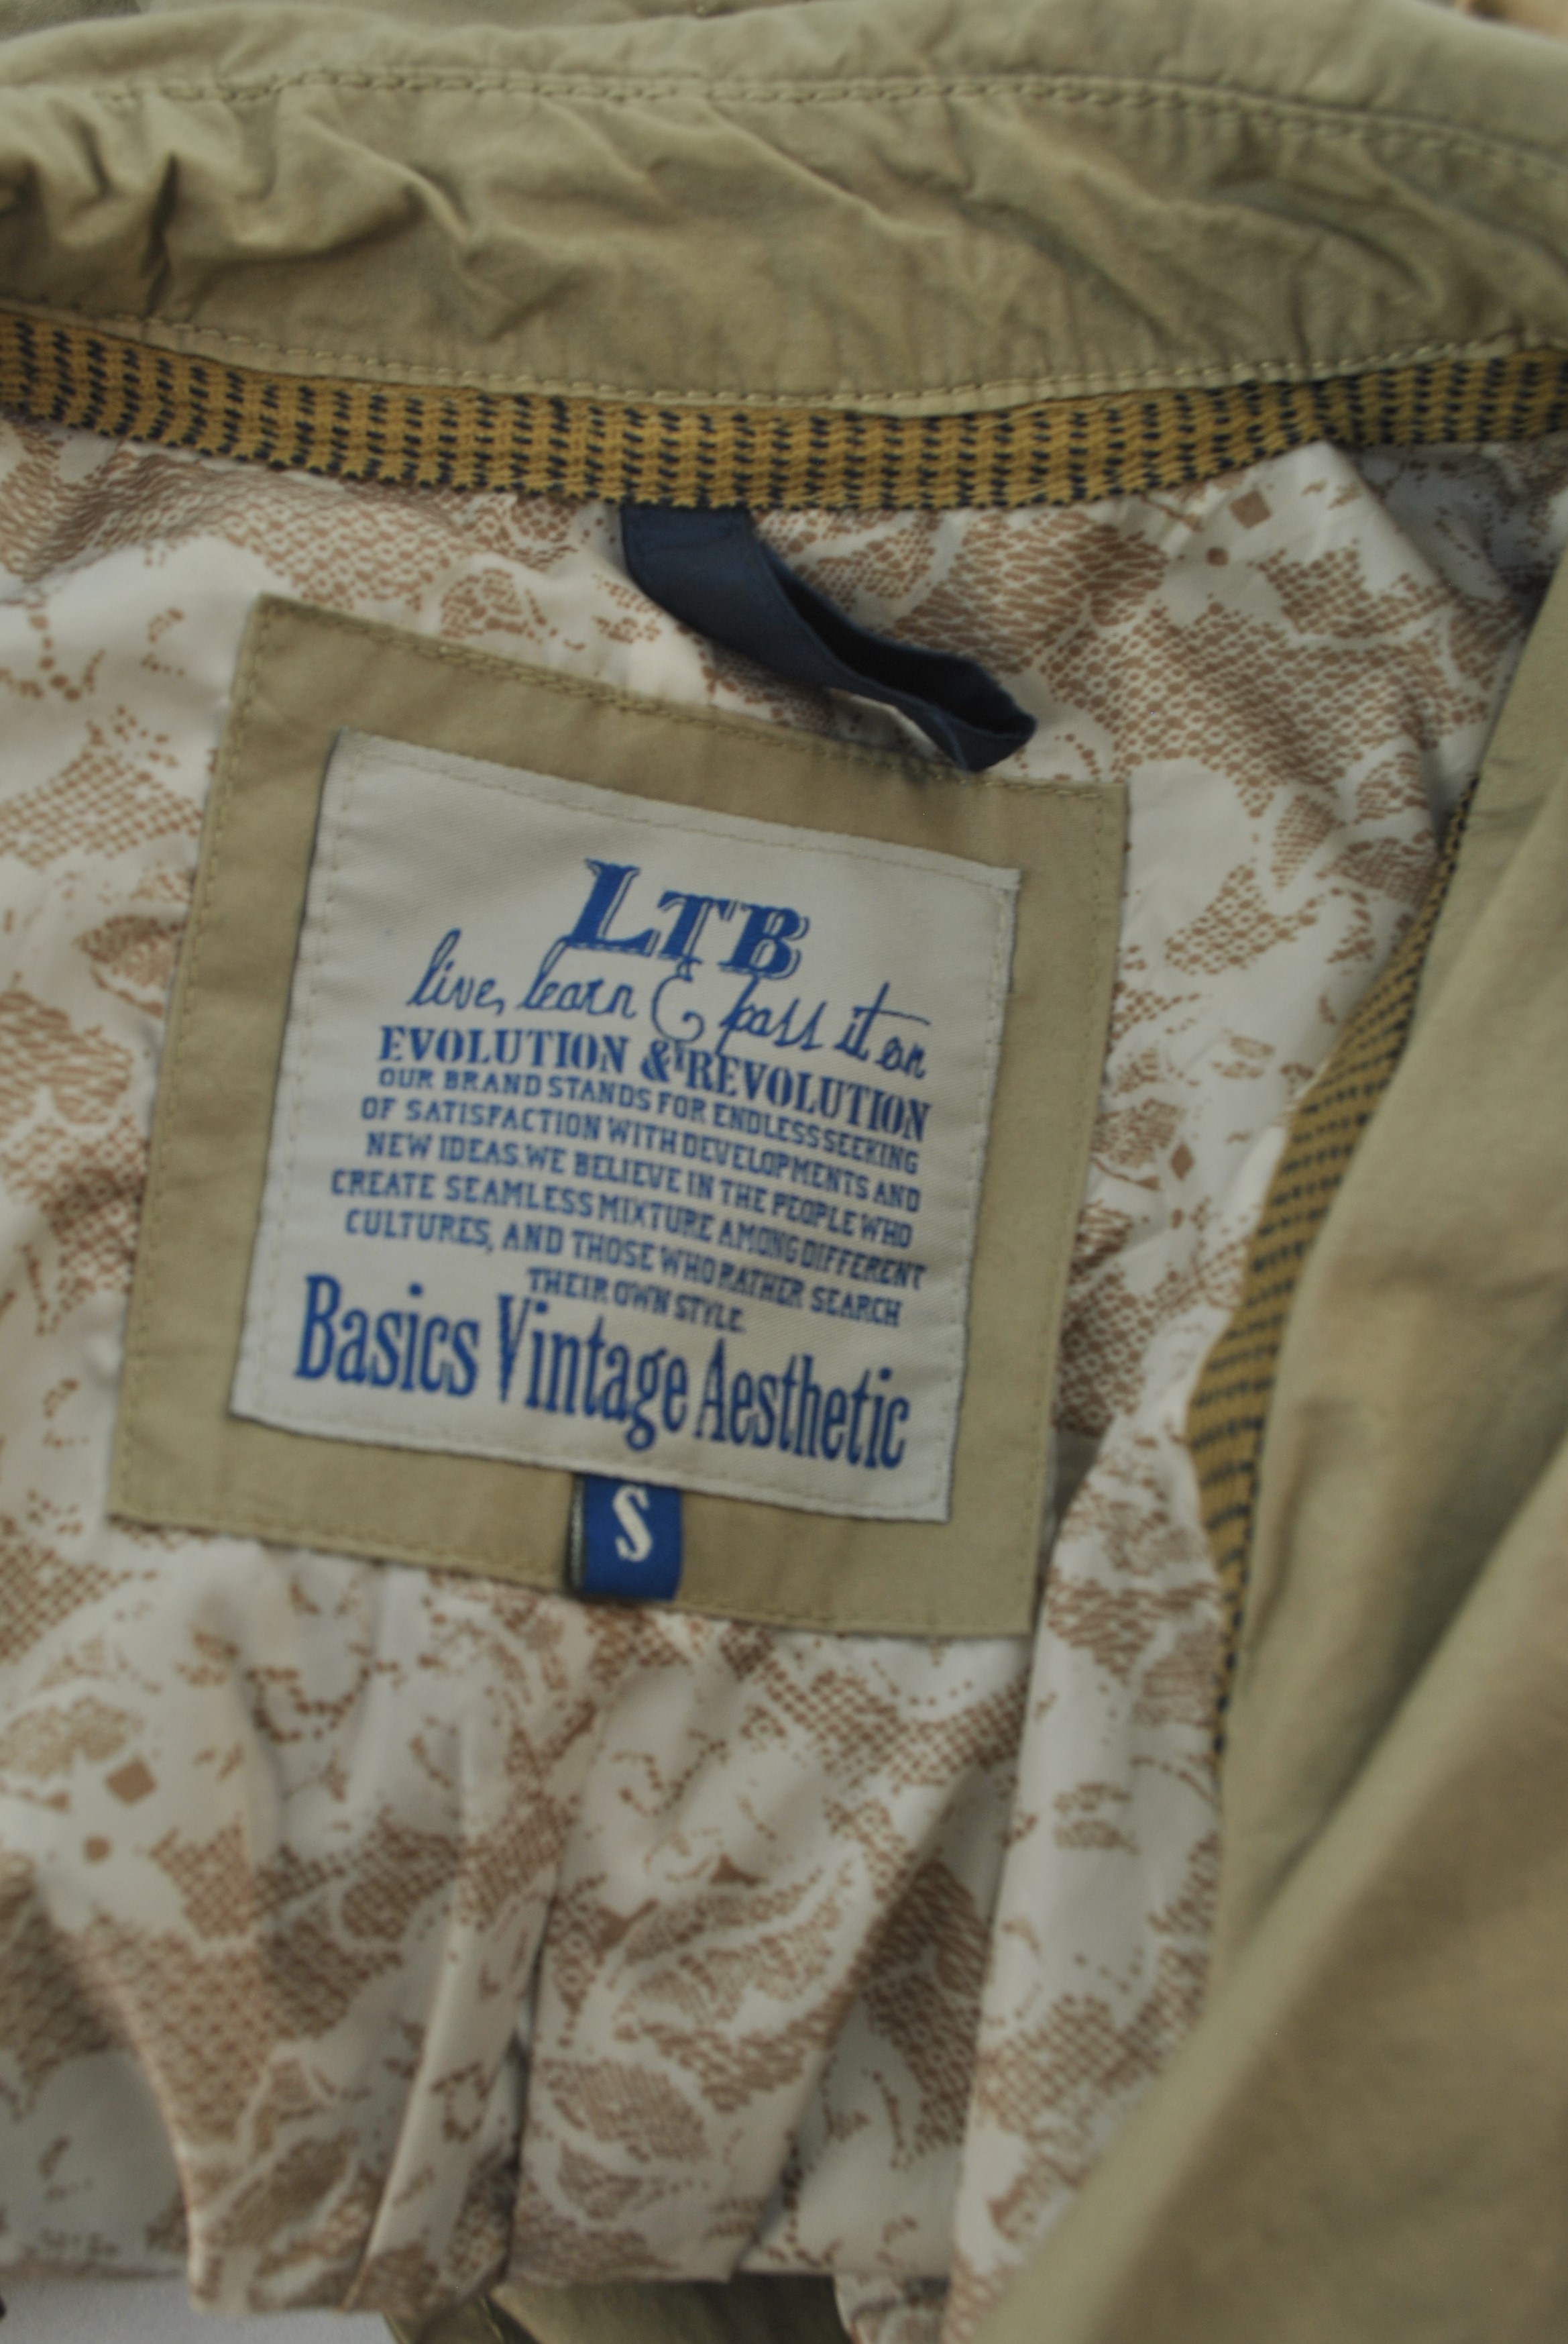 LTB
live, learn & pass it on
EVOLUTION & REVOLUTION
OUR BRAND STANDS FOR ENDLESS SEEKING
OF SATISFACTION WITH DEVELOPMENTS AND
NEW IDEAS.WE BELIEVE IN THE PEOPLE WHO
CREATE SEAMLESS MIXTURE AMONG DIFFERENT
CULTURES, AND THOSE WHO RATHER SEARCH
THEIR OWN STYLE.
Basics Vintage Aesthetic
S